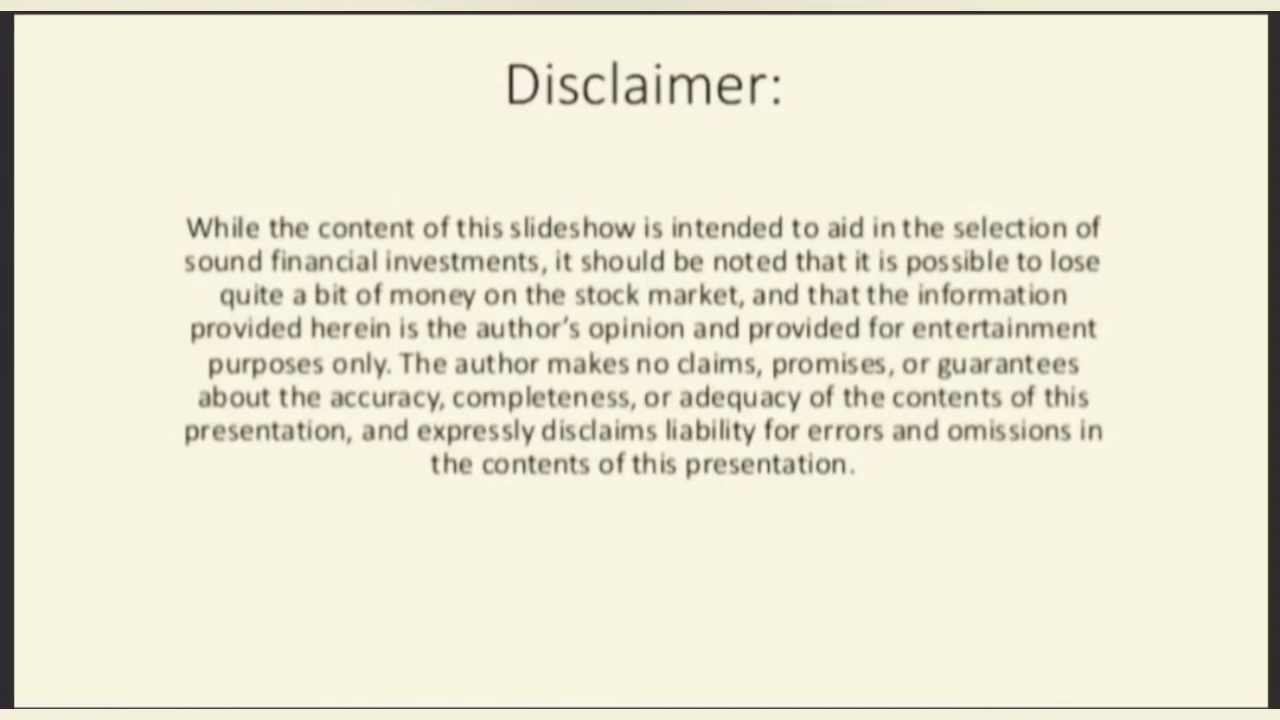 Disclaimer:
While the content of this slideshow is intended to aid in the selection of
sound financial investments, it should be noted that it is possible to lose
quite a bit of money on the stock market, and that the information
provided herein is the author’s opinion and provided for entertainment
purposes only. The author makes no claims, promises, or guarantees
about the accuracy, completeness, or adequacy of the contents of this
presentation, and expressly disclaims liability for errors and omissions in
the contents of this presentation.